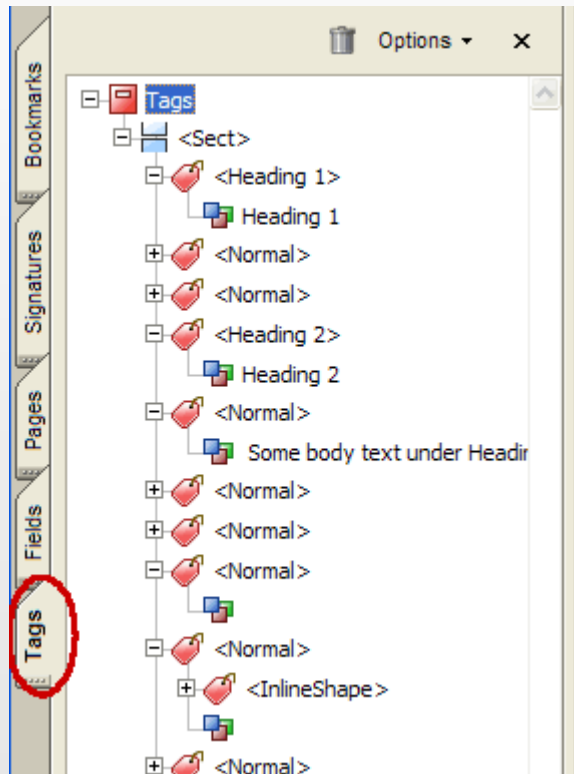 Options
Bookmarks
Signatures
Pages
Fields
Tags
Tags
<Sect>
<Heading 1>
Heading 1
<Normal>
<Normal>
<Heading 2>
Heading 2
<Normal>
Some body text under Headin
<Normal>
<Normal>
<Normal>
<Normal>
<InlineShape>
<Normal>